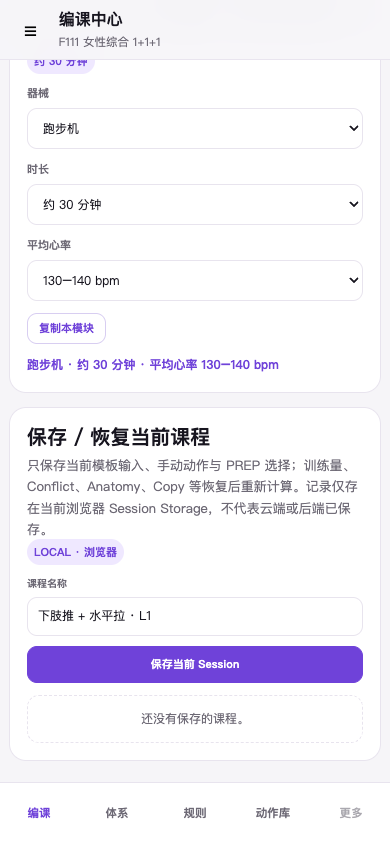 编课中心
F111 女性综合 1+1+1
约 30 分钟
器械
跑步机
时长
约 30 分钟
平均心率
130–140 bpm
复制本模块
跑步机 · 约 30 分钟 · 平均心率 130–140 bpm
保存 / 恢复当前课程
只保存当前模板输入、手动动作与 PREP 选择；训练量、
Conflict、Anatomy、Copy 等恢复后重新计算。记录仅存
在当前浏览器 Session Storage，不代表云端或后端已保
存。
LOCAL · 浏览器
课程名称
下肢推 + 水平拉 · L1
保存当前 Session
还没有保存的课程。
编课
体系
规则
动作库
更多